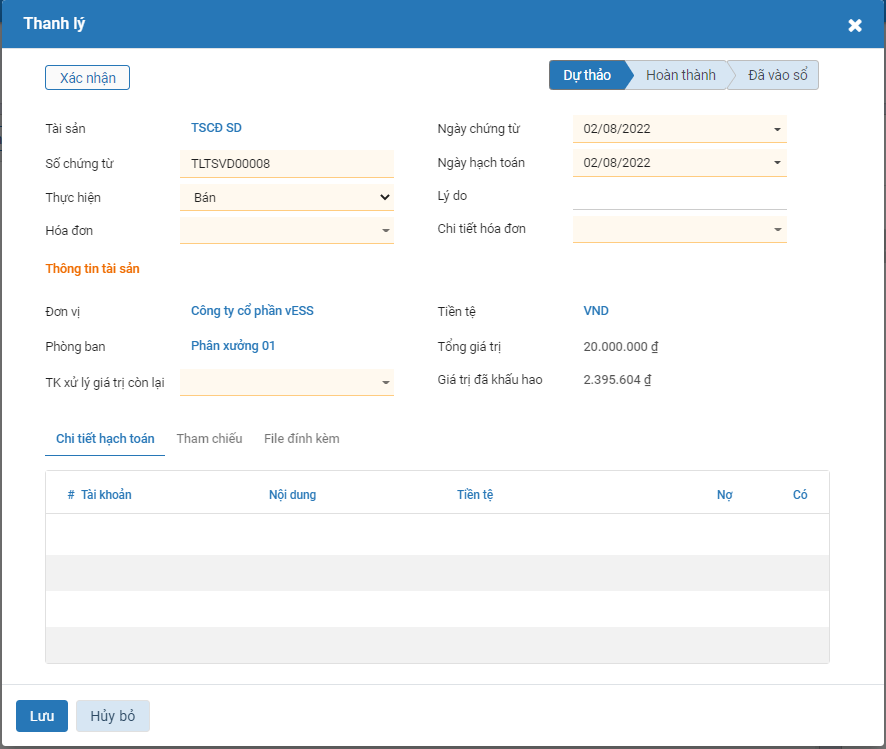 Thanh lý
Xác nhận
Dự thảo Hoàn thành Đã vào sổ
Tài sản TSCĐ SD Ngày chứng từ 02/08/2022
Số chứng từ TLTSVD00008 Ngày hạch toán 02/08/2022
Thực hiện Bán Lý do
Hóa đơn Chi tiết hóa đơn
Thông tin tài sản
Đơn vị Công ty cổ phần vESS Tiền tệ VND
Phòng ban Phân xưởng 01 Tổng giá trị 20.000.000 ₫
TK xử lý giá trị còn lại Giá trị đã khấu hao 2.395.604 ₫
Chi tiết hạch toán Tham chiếu File đính kèm
# Tài khoản Nội dung Tiền tệ Nợ Có
Lưu Hủy bỏ